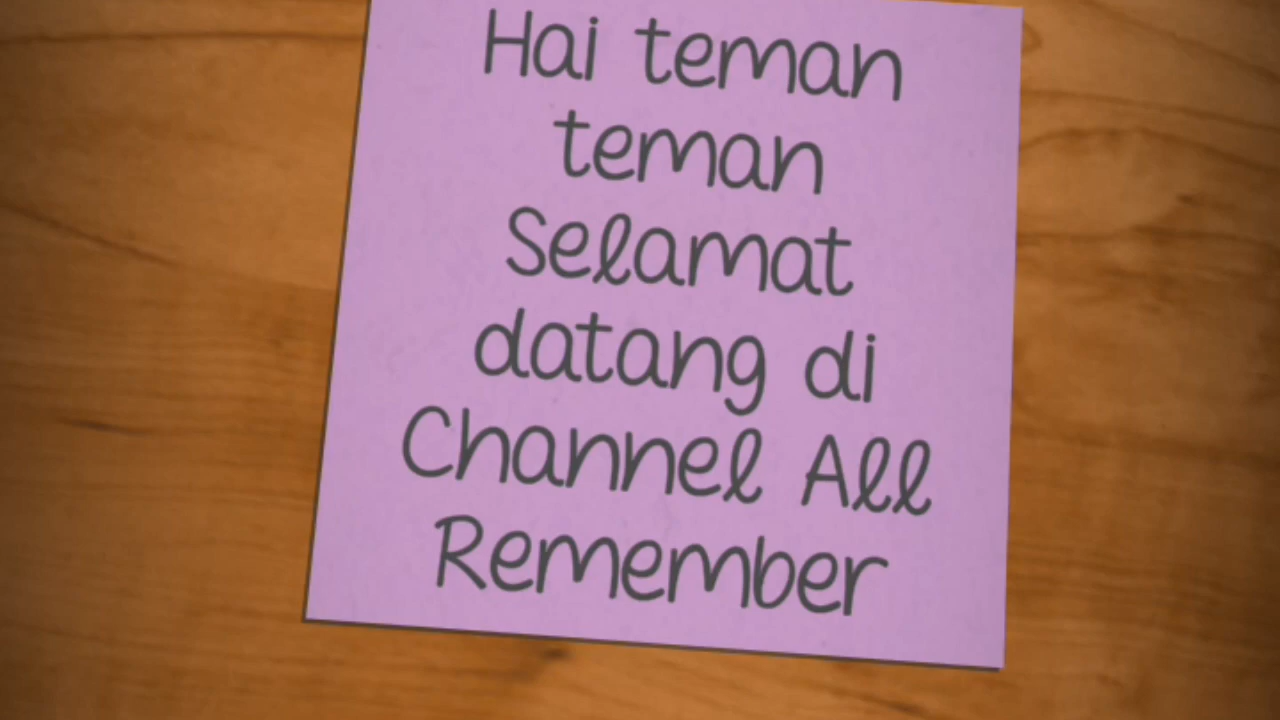 Hai teman
teman
Selamat
datang di
Channel All
Remember